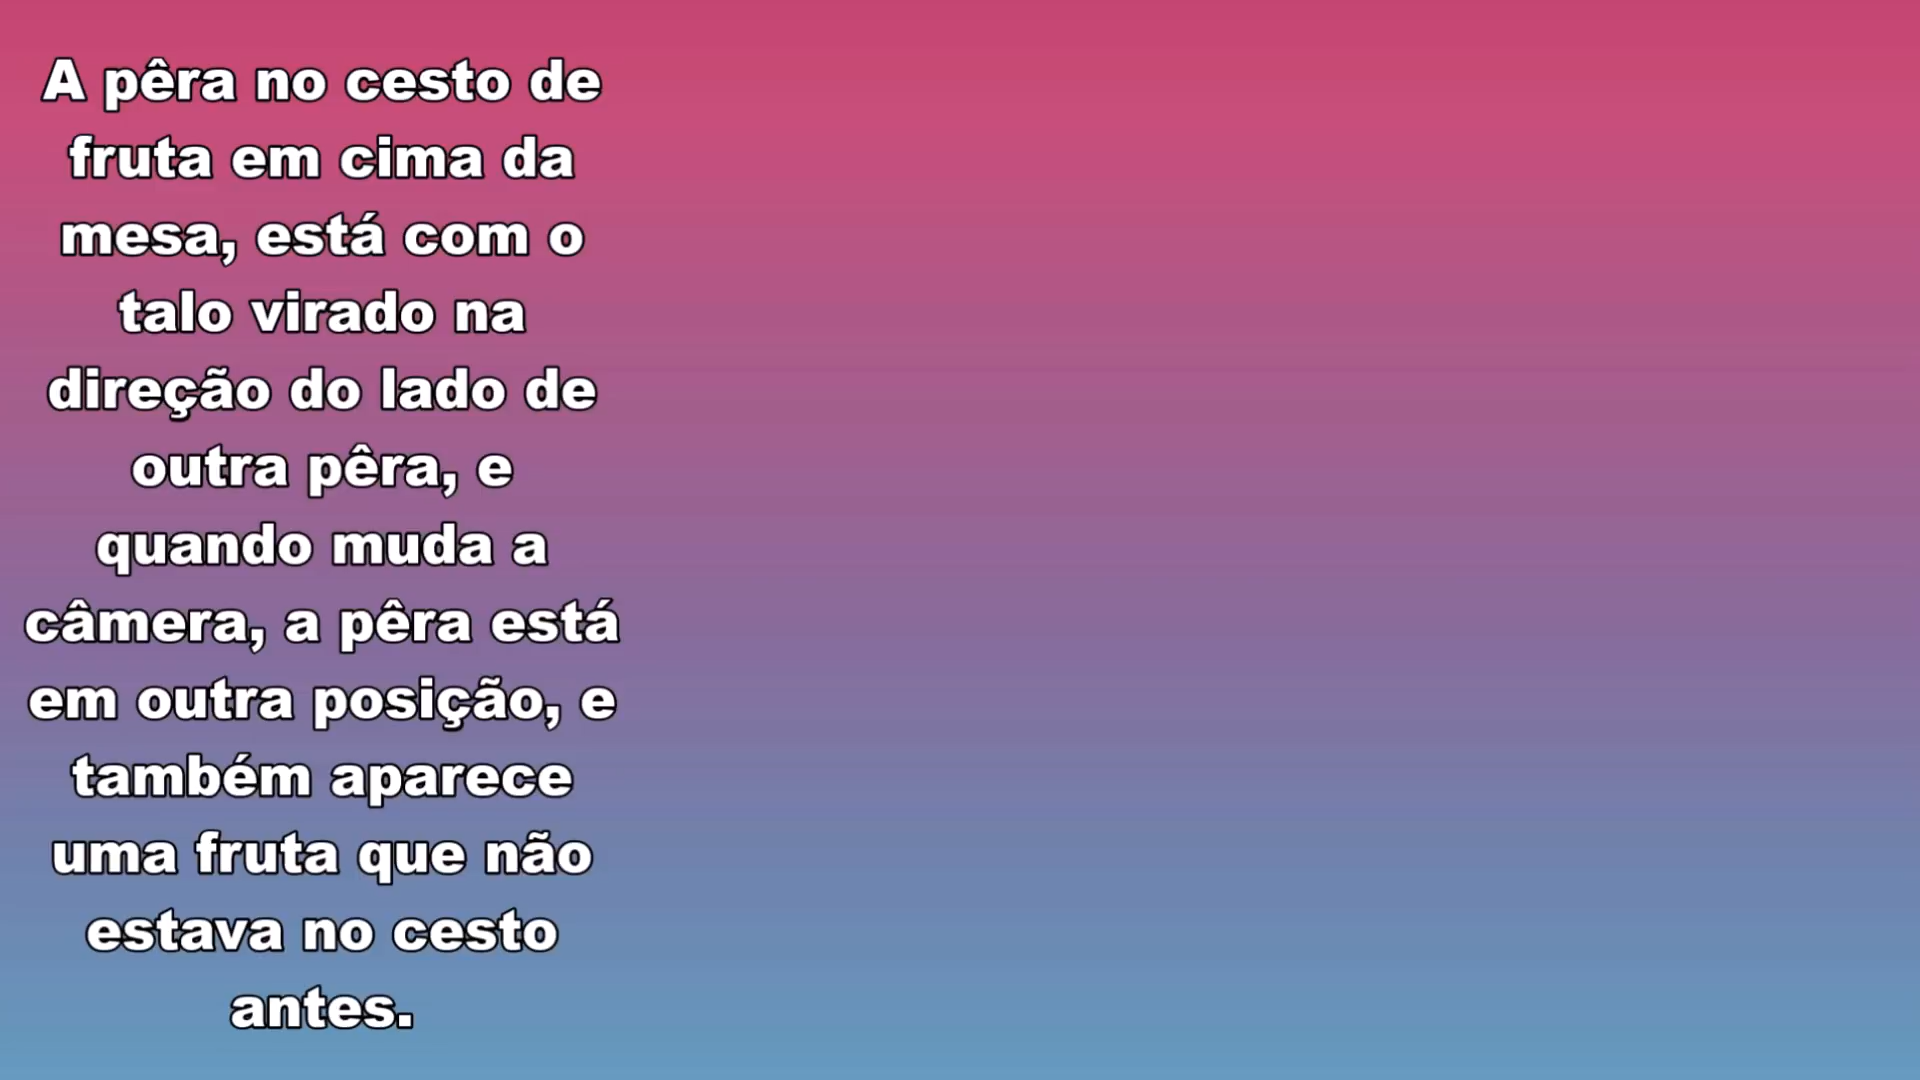 A pêra no cesto de
fruta em cima da
mesa, está com o
talo virado na
direção do lado de
outra pêra, e
quando muda a
câmera, a pêra está
em outra posição, e
também aparece
uma fruta que não
estava no cesto
antes.